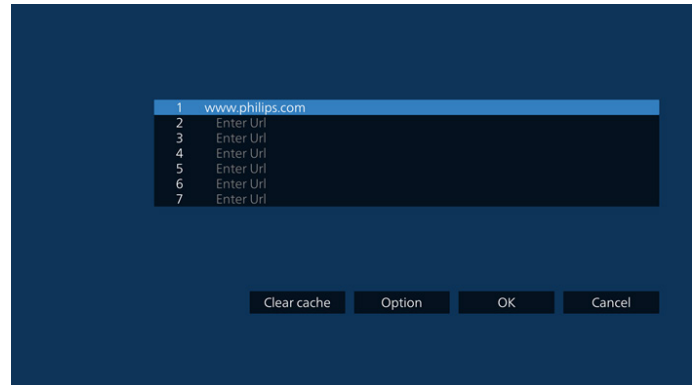 1 www.philips.com
2 Enter Url
3 Enter Url
4 Enter Url
5 Enter Url
6 Enter Url
7 Enter Url
Clear cache Option OK Cancel